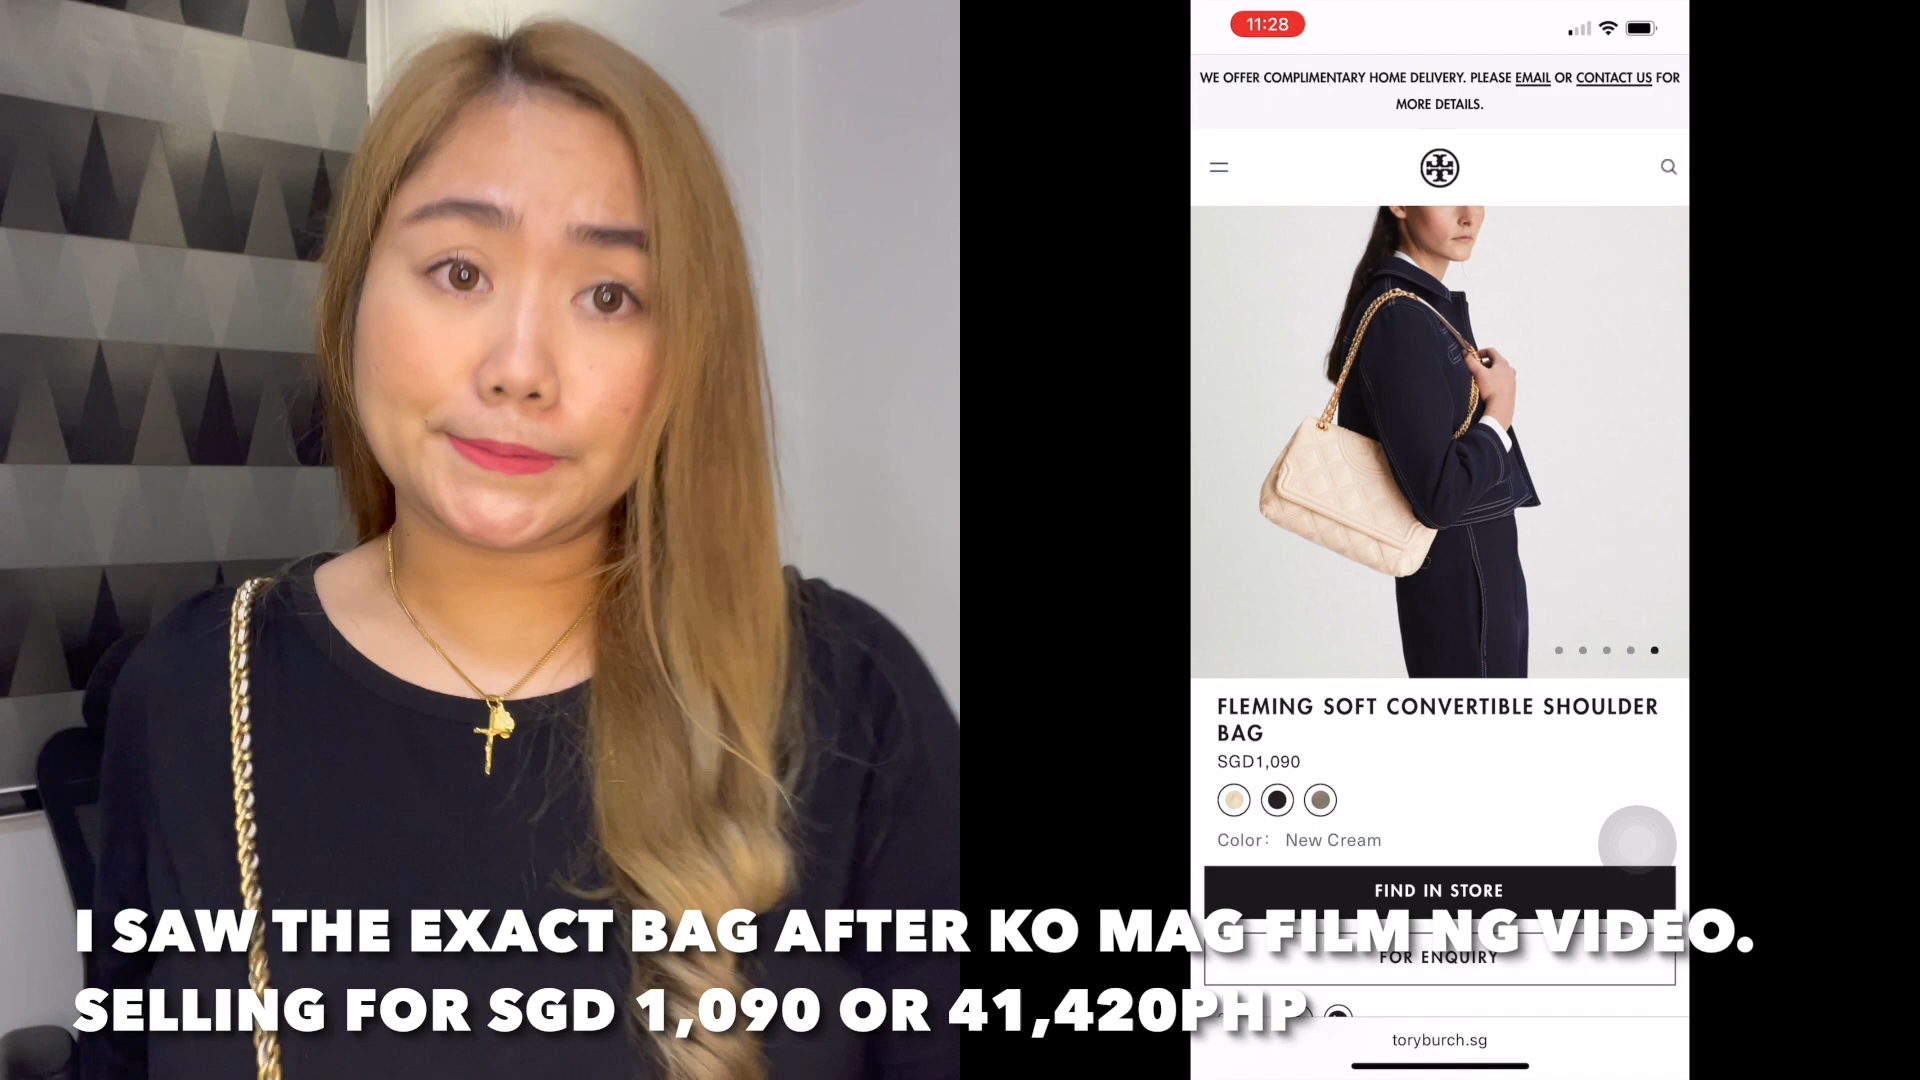 11:28
WE OFFER COMPLIMENTARY HOME DELIVERY. PLEASE EMAIL OR CONTACT US FOR
MORE DETAILS.
FLEMING SOFT CONVERTIBLE SHOULDER
BAG
SGD1,090
Color: New Cream
FIND IN STORE
FOR ENQUIRY
I SAW THE EXACT BAG AFTER KO MAG FILM NG VIDEO.
SELLING FOR SGD 1,090 OR 41,420PHP
toryburch.sg